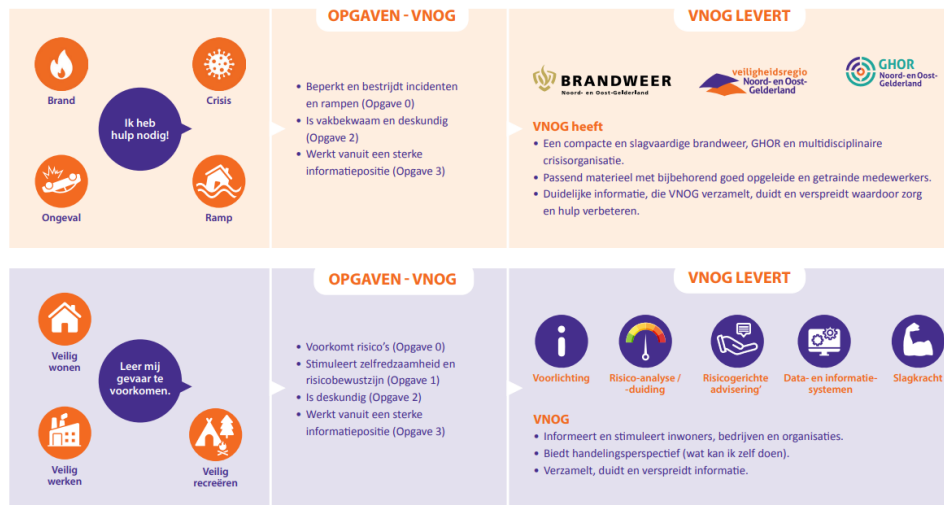 OPGAVEN - VNOG
VNOG LEVERT
Brand
Crisis
Ik heb
hulp nodig!
Ongeval
Ramp
• Beperkt en bestrijdt incidenten
en rampen (Opgave 0)
• Is vakbekwaam en deskundig
(Opgave 2)
• Werkt vanuit een sterke
informatiepositie (Opgave 3)
BRANDWEER
Noord- en Oost-Gelderland
veiligheidsregio
Noord- en Oost-
Gelderland
GHOR
Noord- en Oost-
Gelderland
VNOG heeft
• Een compacte en slagvaardige brandweer, GHOR en multidisciplinaire
crisisorganisatie.
• Passend materieel met bijbehorend goed opgeleide en getrainde medewerkers.
• Duidelijke informatie, die VNOG verzamelt, duidt en verspreidt waardoor zorg
en hulp verbeteren.
OPGAVEN - VNOG
VNOG LEVERT
Veilig
wonen
Leer mij
gevaar te
voorkomen.
Veilig
werken
Veilig
recreëren
• Voorkomt risico's (Opgave 0)
• Stimuleert zelfredzaamheid en
risicobewustzijn (Opgave 1)
• Is deskundig (Opgave 2)
• Werkt vanuit een sterke
informatiepositie (Opgave 3)
Voorlichting
Risico-analyse /
-duiding
Risicogerichte
advisering’
Data- en informatie-
systemen
Slagkracht
VNOG
• Informeert en stimuleert inwoners, bedrijven en organisaties.
• Biedt handelingsperspectief (wat kan ik zelf doen).
• Verzamelt, duidt en verspreidt informatie.